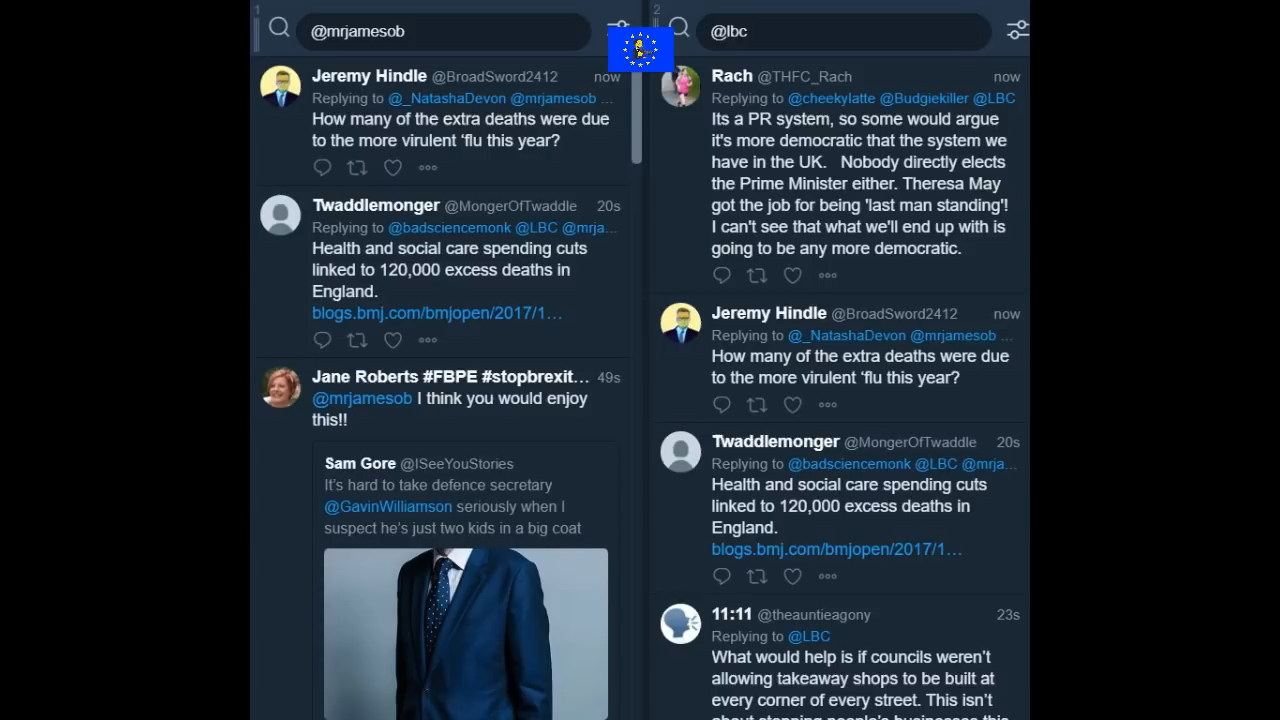 1
@mrjamesob
Jeremy Hindle @BroadSword2412 now
Replying to @_NatashaDevon @mrjamesob ...
How many of the extra deaths were due
to the more virulent ‘flu this year?
Twaddlemonger @MongerOfTwaddle 20s
Replying to @badsciencemonk @LBC @mrja...
Health and social care spending cuts
linked to 120,000 excess deaths in
England.
blogs.bmj.com/bmjopen/2017/1…
Jane Roberts #FBPE #stopbrexit... 49s
@mrjamesob I think you would enjoy
this!!
Sam Gore @ISeeYouStories
It’s hard to take defence secretary
@GavinWilliamson seriously when I
suspect he’s just two kids in a big coat
2
@lbc
Rach @THFC_Rach now
Replying to @cheekylatte @Budgiekiller @LBC
Its a PR system, so some would argue
it's more democratic that the system we
have in the UK. Nobody directly elects
the Prime Minister either. Theresa May
got the job for being 'last man standing'!
I can't see that what we'll end up with is
going to be any more democratic.
Jeremy Hindle @BroadSword2412 now
Replying to @_NatashaDevon @mrjamesob ...
How many of the extra deaths were due
to the more virulent ‘flu this year?
Twaddlemonger @MongerOfTwaddle 20s
Replying to @badsciencemonk @LBC @mrja...
Health and social care spending cuts
linked to 120,000 excess deaths in
England.
blogs.bmj.com/bmjopen/2017/1…
11:11 @theauntieagony 23s
Replying to @LBC
What would help is if councils weren’t
allowing takeaway shops to be built at
every corner of every street. This isn’t
about stopping people’s businesses this